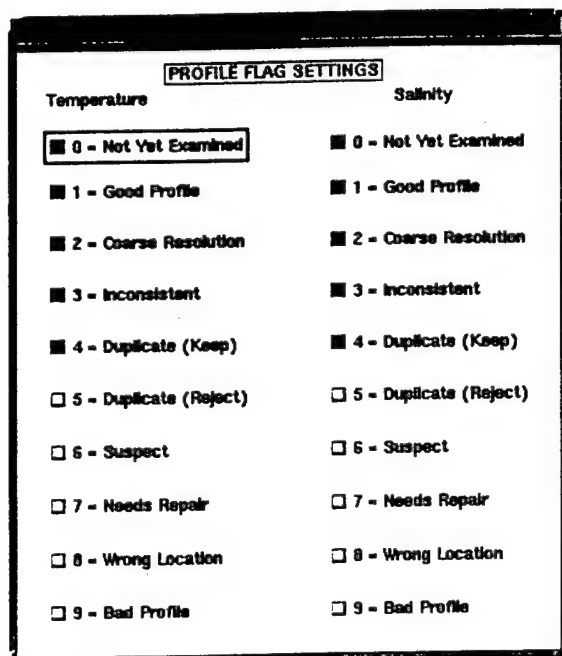 PROFILE FLAG SETTINGS
Temperature
Salinity
0 - Not Yet Examined
0 - Not Yet Examined
1 - Good Profile
1 - Good Profile
2 - Coarse Resolution
2 - Coarse Resolution
3 - Inconsistent
3 - Inconsistent
4 - Duplicate (Keep)
4 - Duplicate (Keep)
5 - Duplicate (Reject)
5 - Duplicate (Reject)
6 - Suspect
6 - Suspect
7 - Needs Repair
7 - Needs Repair
8 - Wrong Location
8 - Wrong Location
9 - Bad Profile
9 - Bad Profile